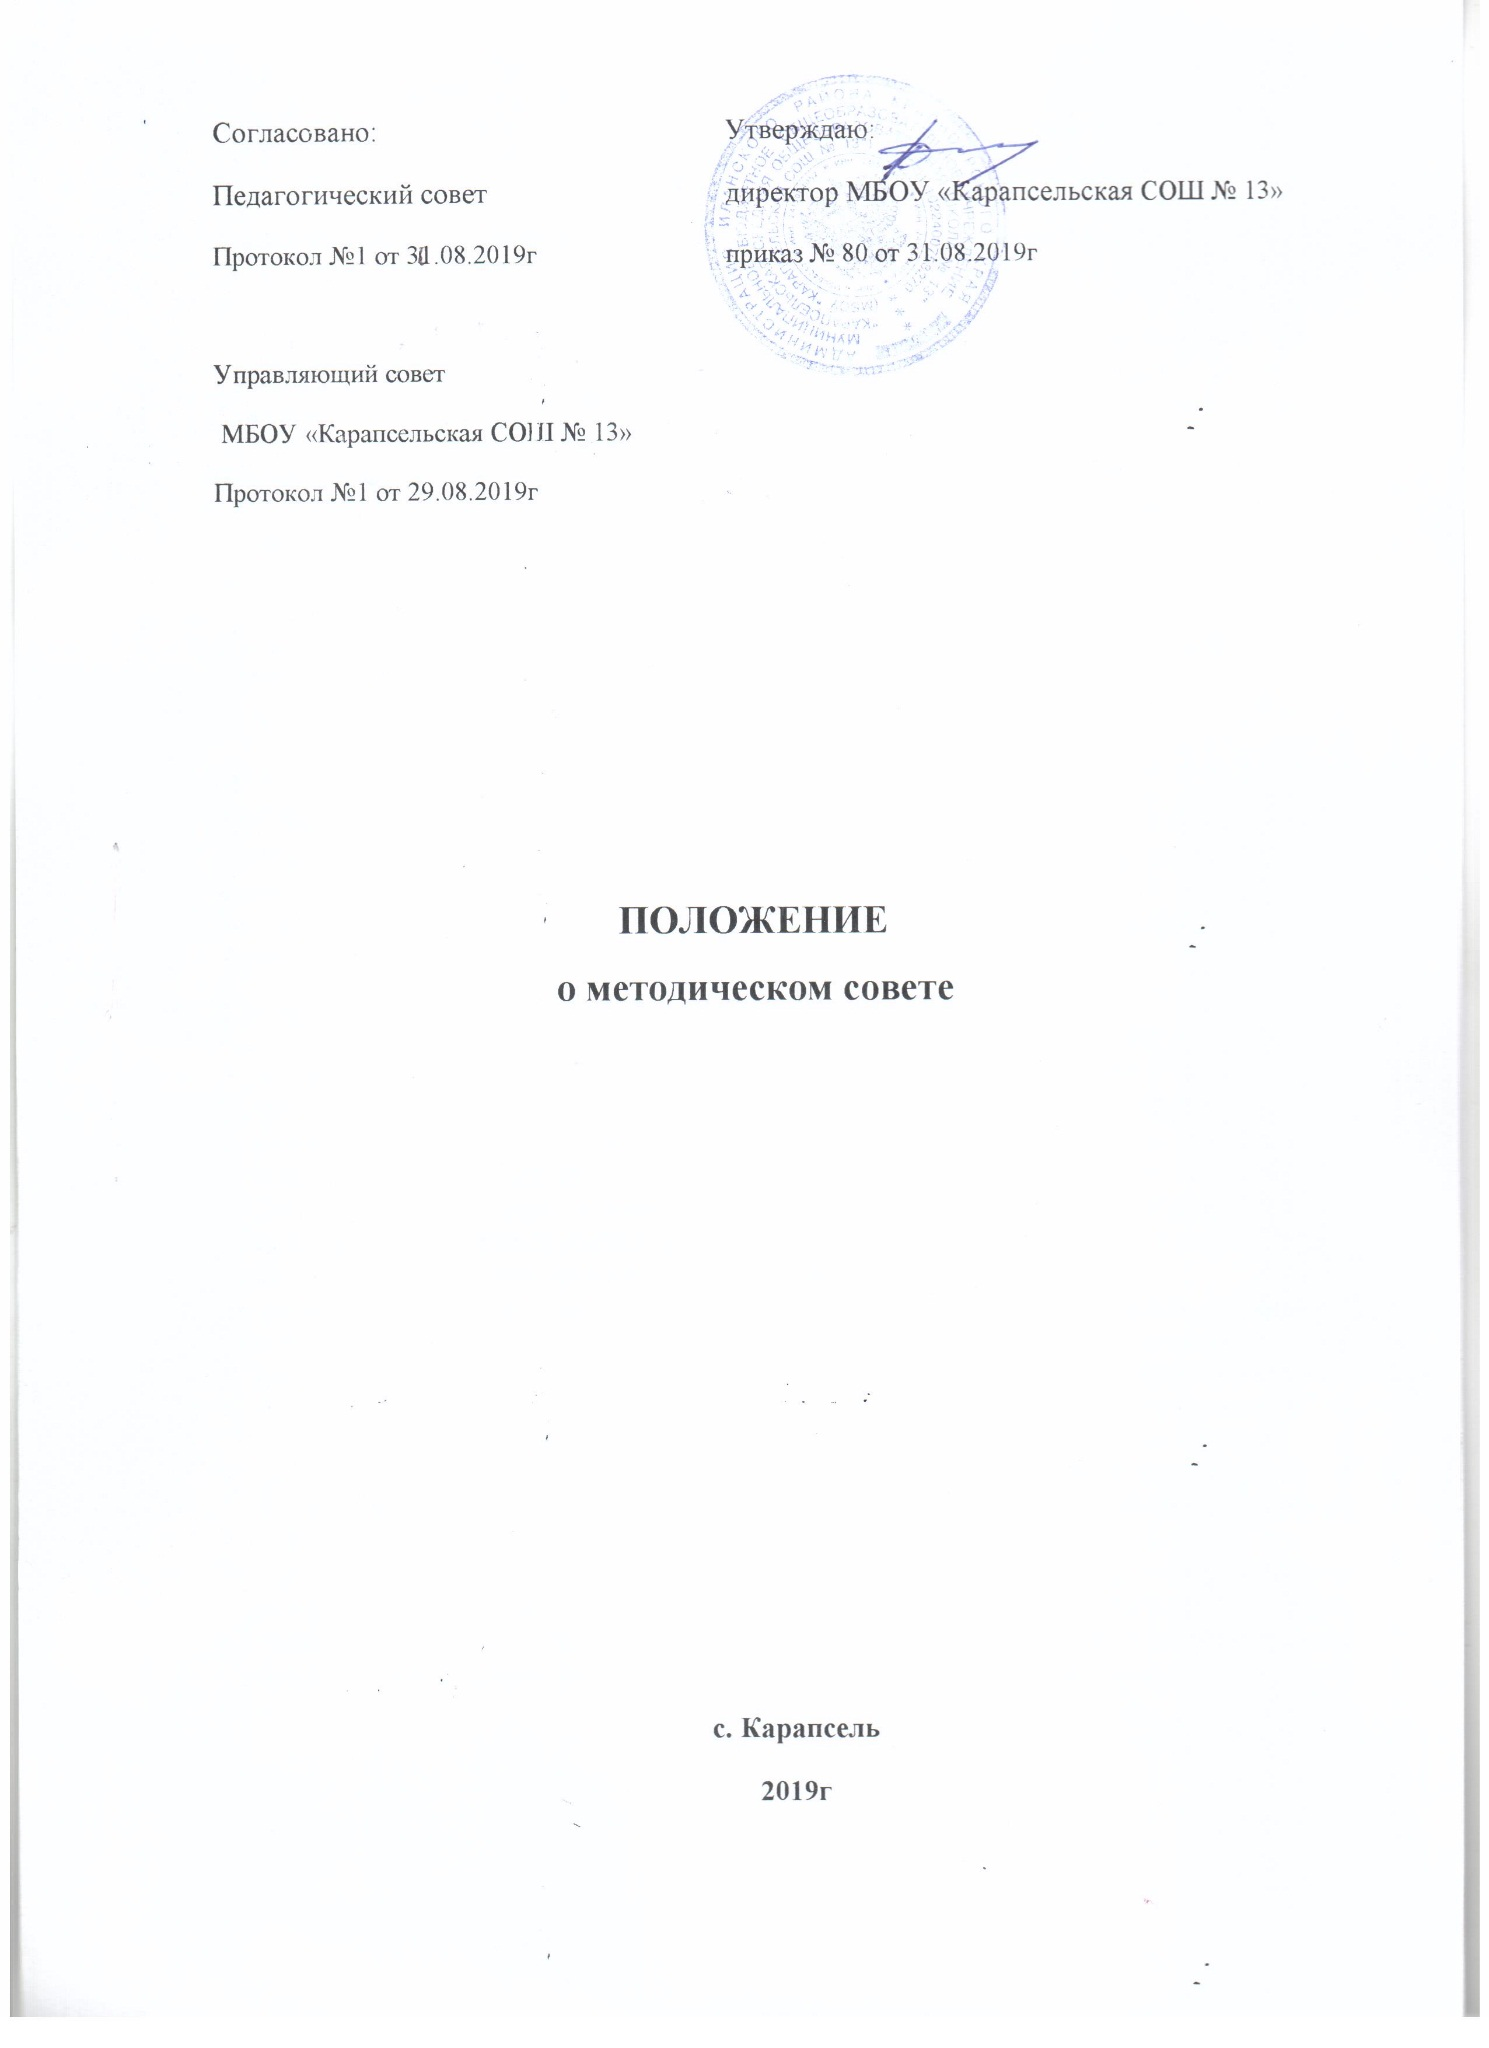 Согласовано:
Педагогический совет
Протокол №1 от 31.08.2019г
Управляющий совет
МБОУ «Карапсельская СОШ № 13»
Протокол №1 от 29.08.2019г
Утверждаю:
директор МБОУ «Карапсельская СОШ № 13»
приказ № 80 от 31.08.2019г
ПОЛОЖЕНИЕ
о методическом совете
с. Карапсель
2019г